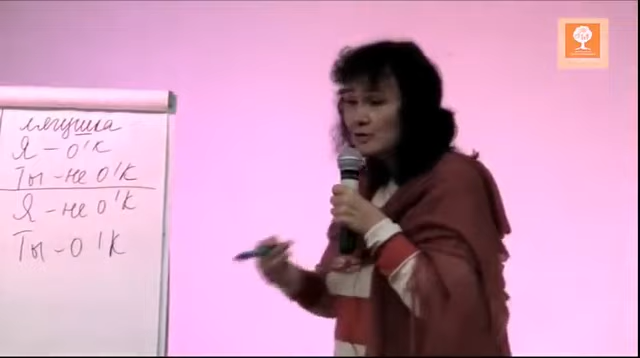 лягушка
Я – о'к
Ты – не о'к
Я – не о'к
Ты – о'к